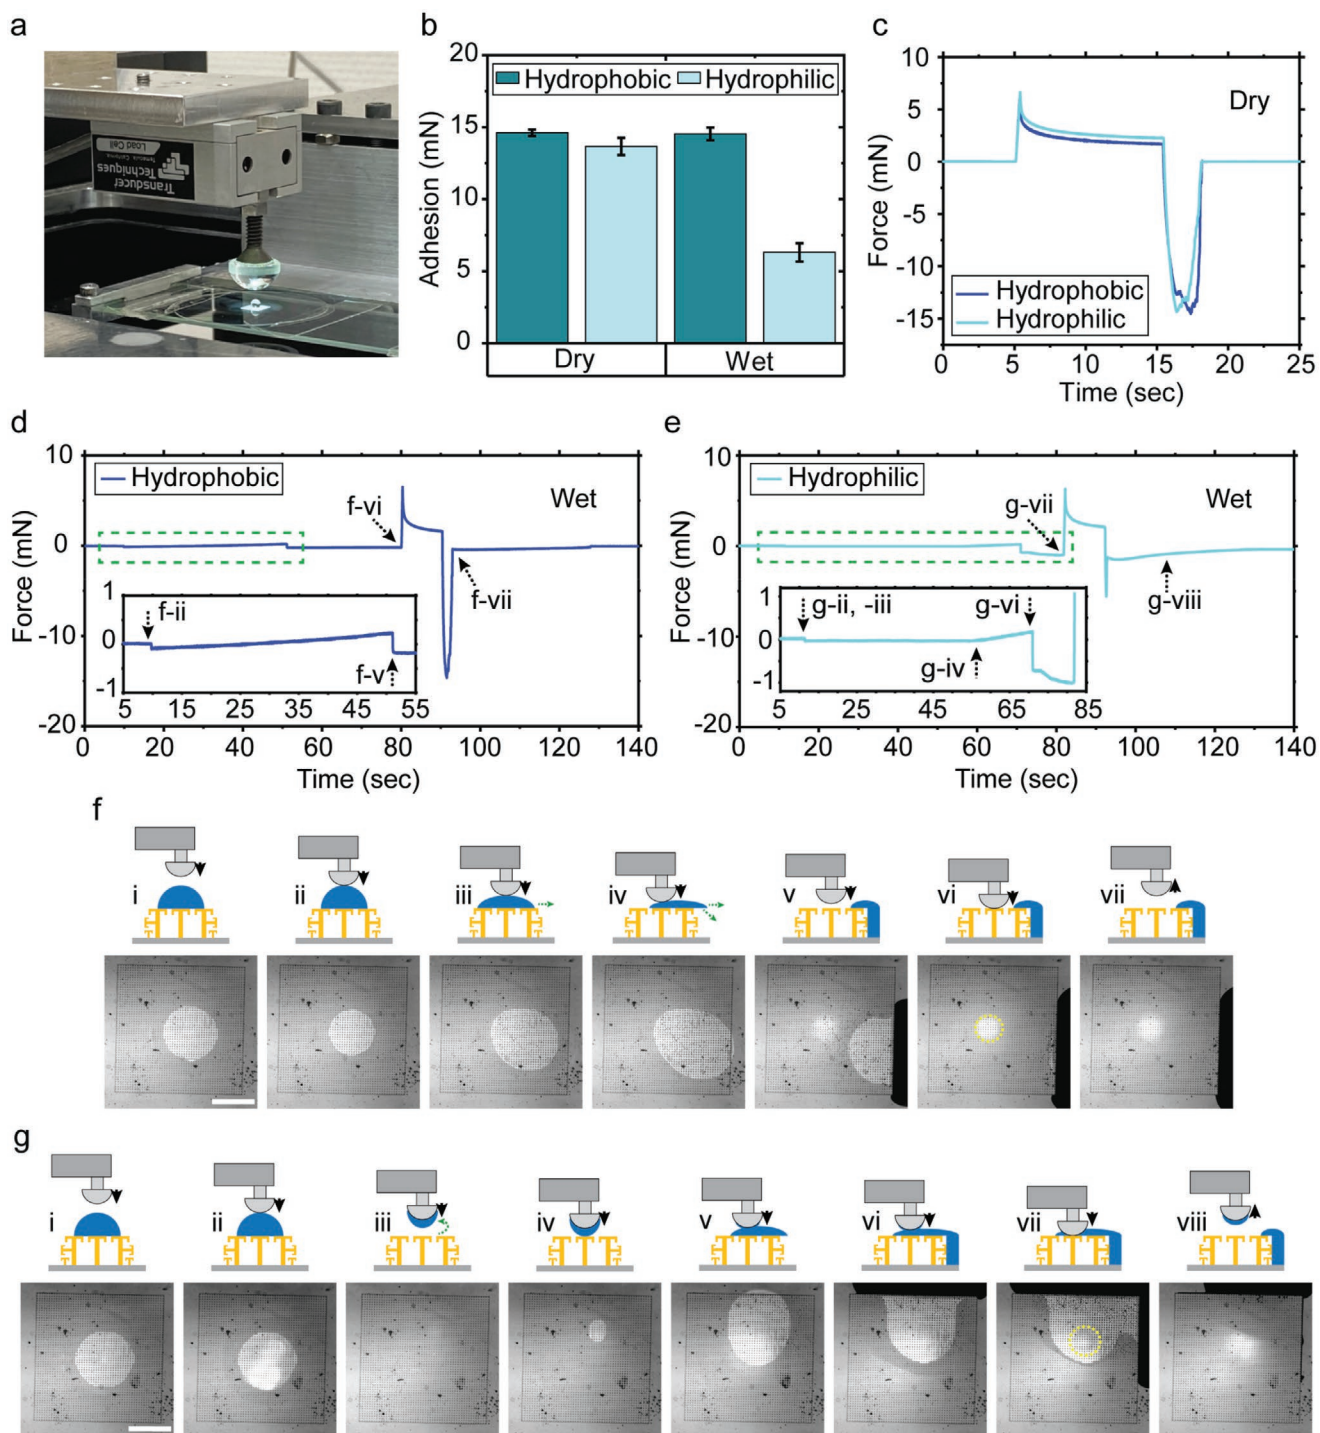 a
Transducer
Techniques
Load Cell
Temecula, California
b
20
15
10
5
0
Adhesion (mN)
Hydrophobic
Hydrophilic
Dry
Wet
c
10
5
0
-5
-10
-15
Force (mN)
Dry
Hydrophobic
Hydrophilic
0 5 10 15 20 25
Time (sec)
d
10
0
-10
-20
Force (mN)
Hydrophobic
Wet
f-vi
f-vii
1
0
-1
f-ii
f-v
5 15 25 35 45 55
0 20 40 60 80 100 120 140
Time (sec)
e
10
0
-10
-20
Force (mN)
Hydrophilic
Wet
g-vii
g-viii
1
0
-1
g-ii, -iii
g-vi
g-iv
5 25 45 65 85
0 20 40 60 80 100 120 140
Time (sec)
f
i ii iii iv v vi vii
g
i ii iii iv v vi vii viii